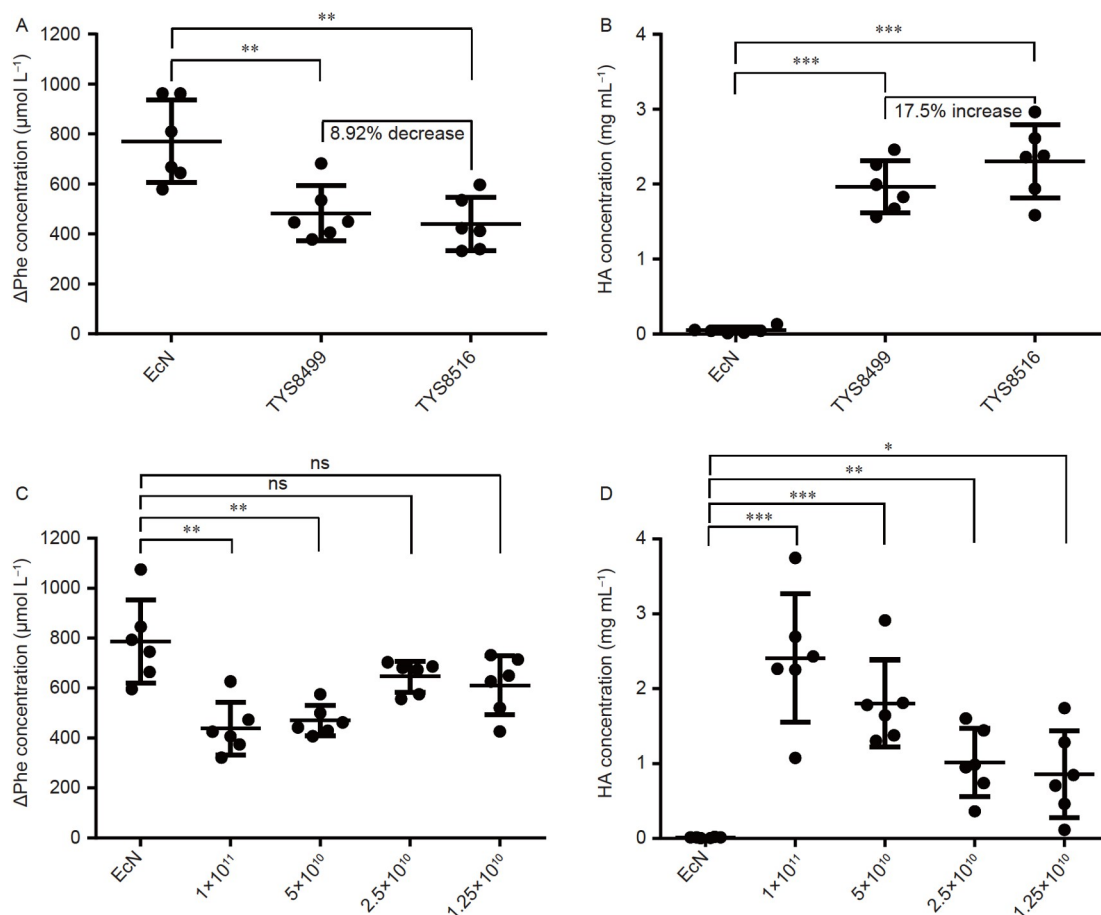 A
ΔPhe concentration (μmol L⁻¹)
1200
1000
800
600
400
200
0
**
**
8.92% decrease
EcN
TYS8499
TYS8516
B
HA concentration (mg mL⁻¹)
4
3
2
1
0
***
***
17.5% increase
EcN
TYS8499
TYS8516
C
ΔPhe concentration (μmol L⁻¹)
1200
1000
800
600
400
200
0
ns
ns
**
**
EcN
1×10¹¹
5×10¹⁰
2.5×10¹⁰
1.25×10¹⁰
D
HA concentration (mg mL⁻¹)
4
3
2
1
0
*
**
***
***
EcN
1×10¹¹
5×10¹⁰
2.5×10¹⁰
1.25×10¹⁰